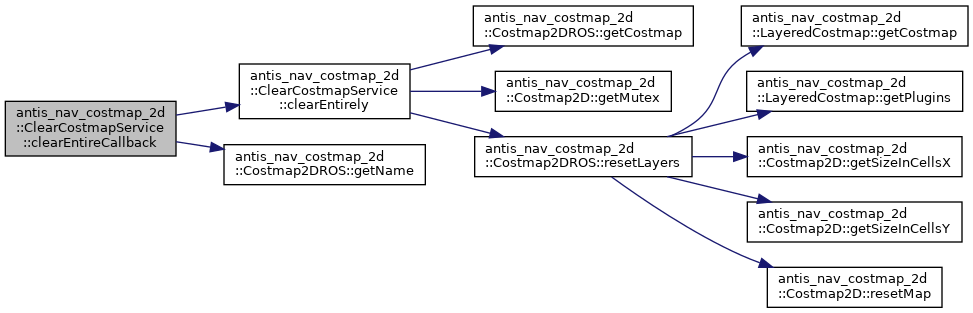 antis_nav_costmap_2d
::ClearCostmapService
::clearEntireCallback
antis_nav_costmap_2d
::ClearCostmapService
::clearEntirely
antis_nav_costmap_2d
::Costmap2DROS::getName
antis_nav_costmap_2d
::Costmap2DROS::getCostmap
antis_nav_costmap_2d
::Costmap2D::getMutex
antis_nav_costmap_2d
::Costmap2DROS::resetLayers
antis_nav_costmap_2d
::LayeredCostmap::getCostmap
antis_nav_costmap_2d
::LayeredCostmap::getPlugins
antis_nav_costmap_2d
::Costmap2D::getSizeInCellsX
antis_nav_costmap_2d
::Costmap2D::getSizeInCellsY
antis_nav_costmap_2d
::Costmap2D::resetMap